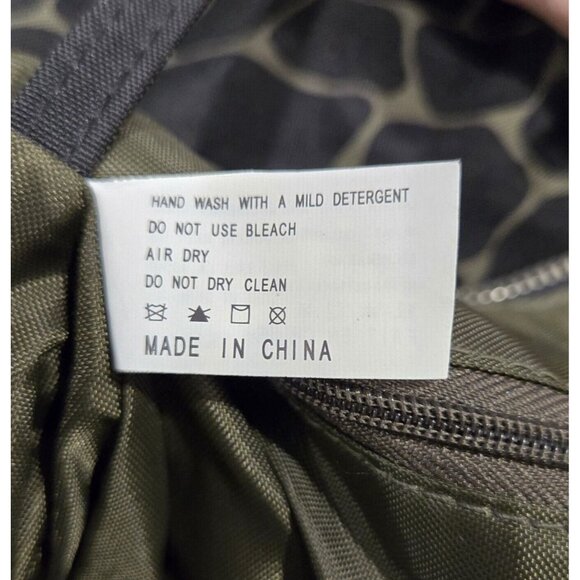 HAND WASH WITH A MILD DETERGENT
DO NOT USE BLEACH
AIR DRY
DO NOT DRY CLEAN
MADE IN CHINA